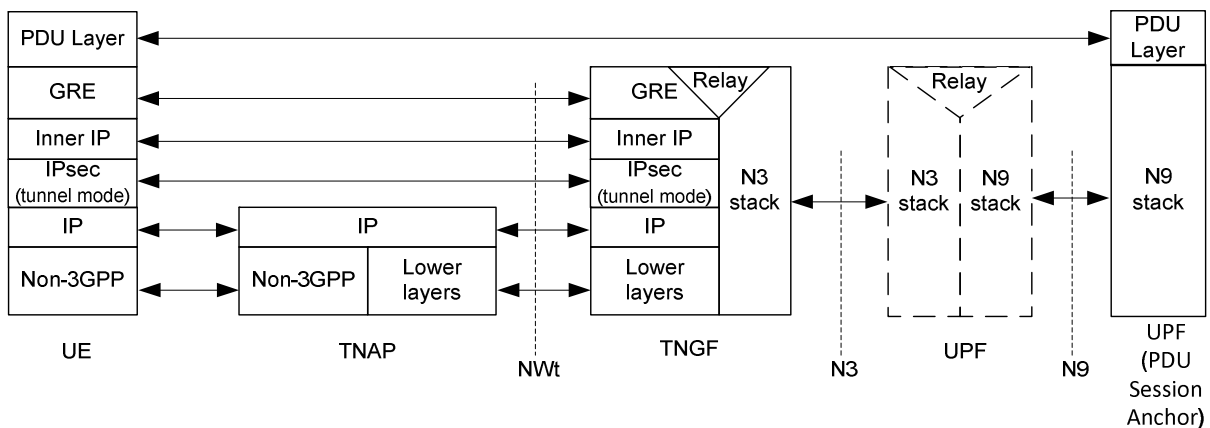 PDU Layer
PDU
Layer
GRE
GRE
Relay
Relay
Inner IP
Inner IP
IPsec
(tunnel mode)
IPsec
(tunnel mode)
N3
stack
N3
stack
N9
stack
N9
stack
IP
IP
IP
Non-3GPP
Non-3GPP
Lower
layers
Lower
layers
UE
TNAP
NWt
TNGF
N3
UPF
N9
UPF
(PDU
Session
Anchor)